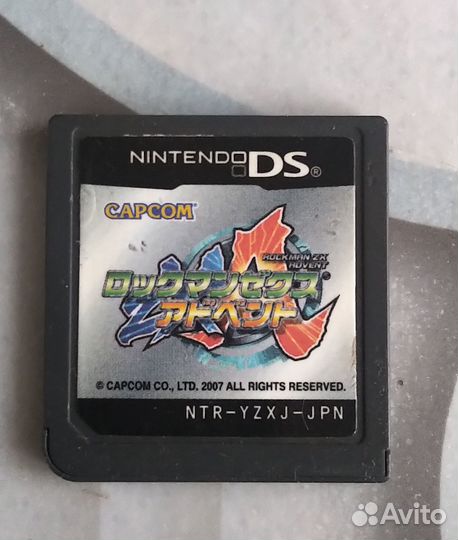 NINTENDO DS®
CAPCOM
ROCKMAN ZX
ADVENT
ロックマンゼクス
ZXA
アドベント
© CAPCOM CO., LTD. 2007 ALL RIGHTS RESERVED.
NTR-YZXJ-JPN
Avito